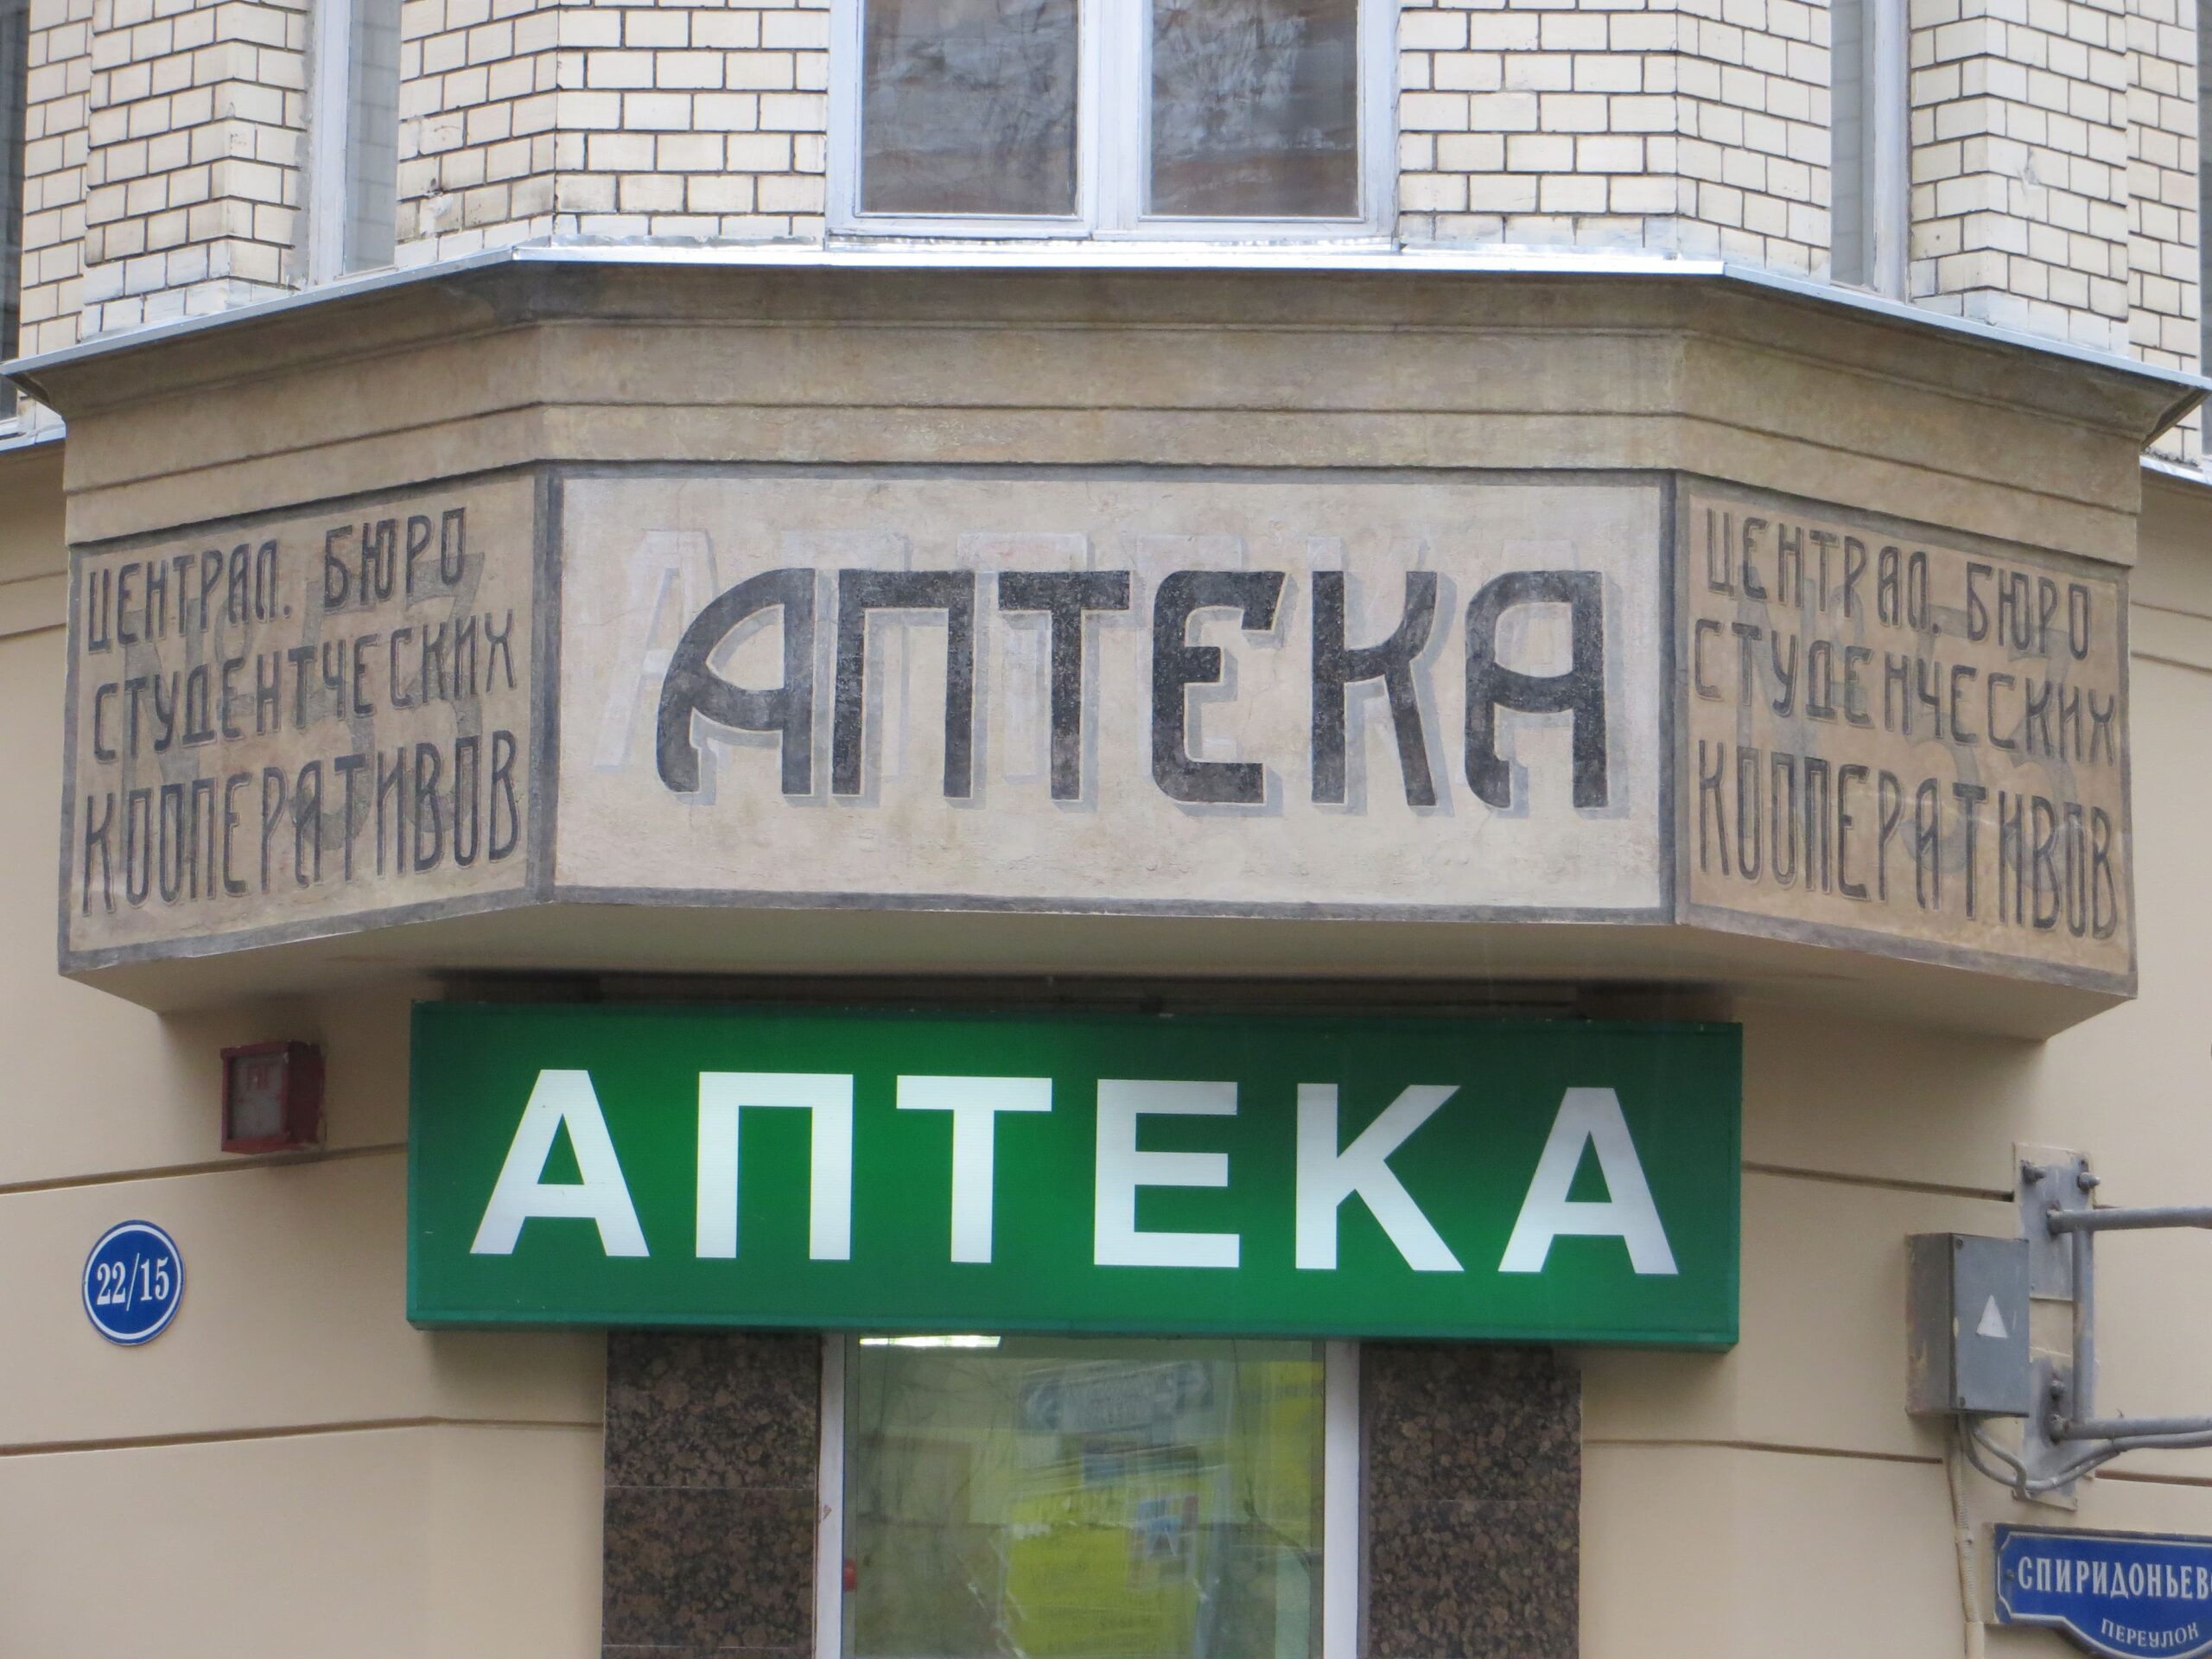 ЦЕНТРАЛ. БЮРО
СТУДЕНТЧЕСКИХ
КООПЕРАТИВОВ
АПТЕКА
ЦЕНТРАЛ. БЮРО
СТУДЕНЧЕСКИХ
КООПЕРАТИВОВ
АПТЕКА
22/15
СПИРИДОНЬЕВ
ПЕРЕУЛОК